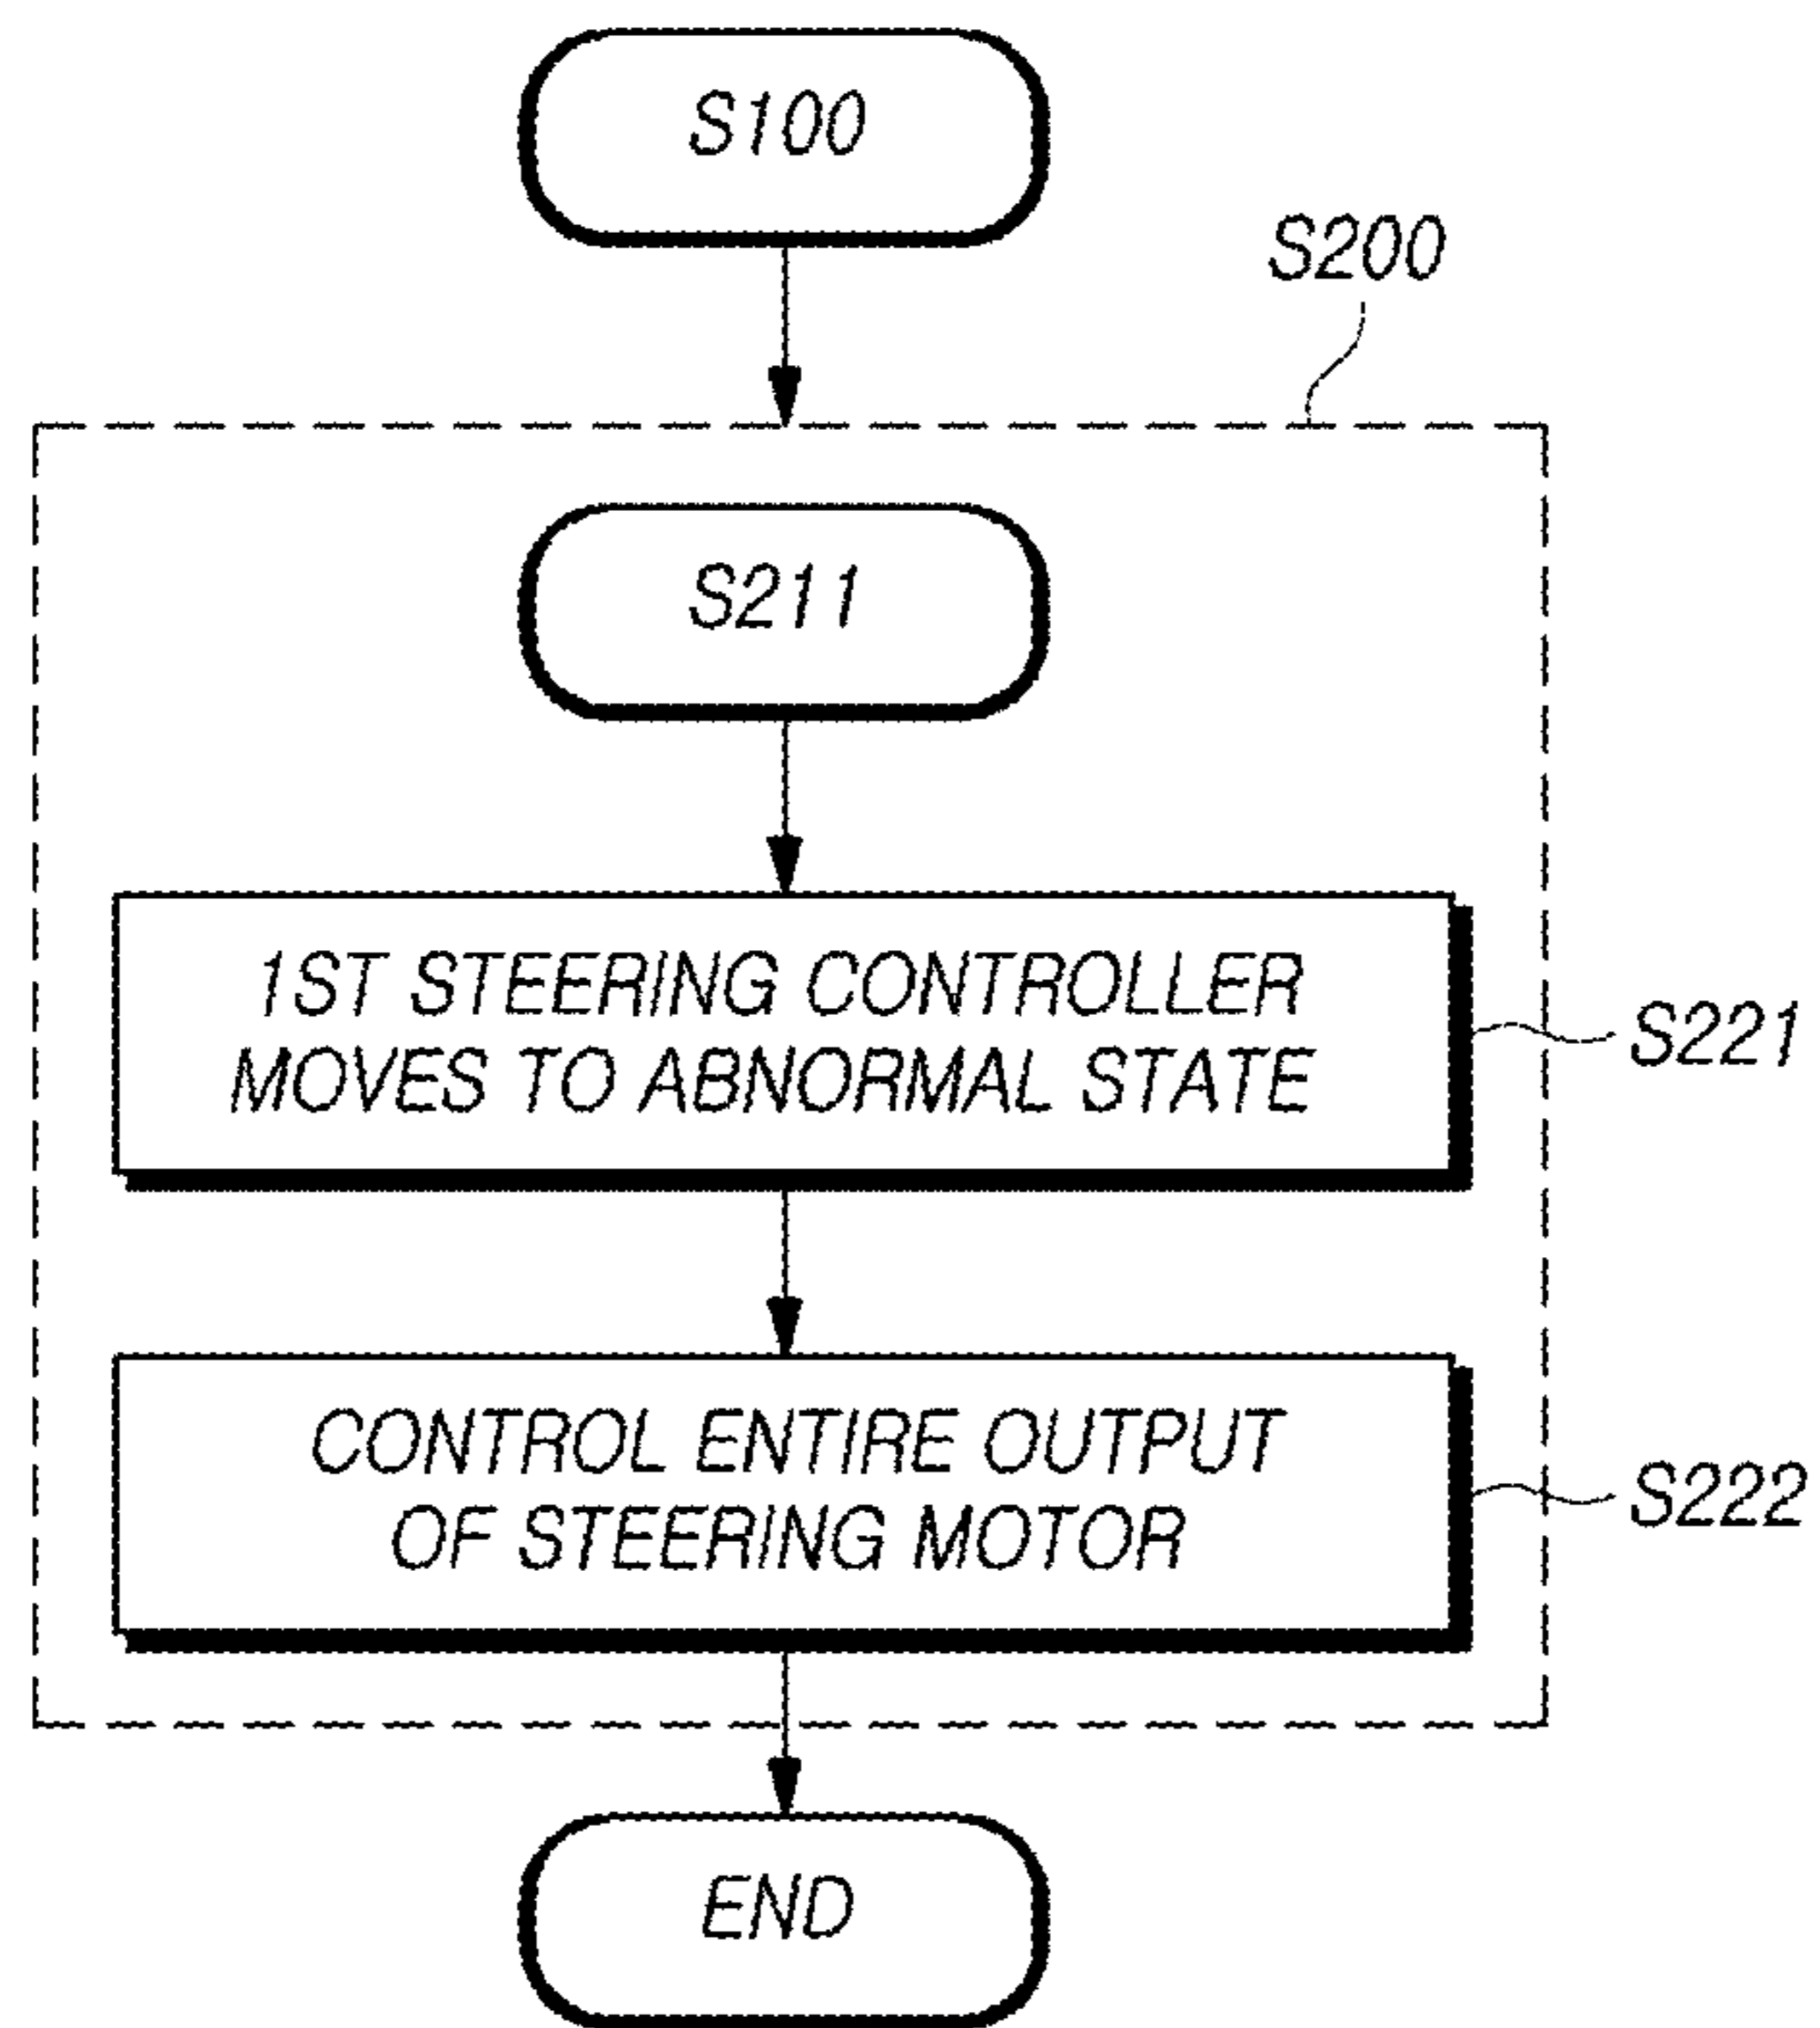 S100
S200
S211
1ST STEERING CONTROLLER
MOVES TO ABNORMAL STATE
S221
CONTROL ENTIRE OUTPUT
OF STEERING MOTOR
S222
END